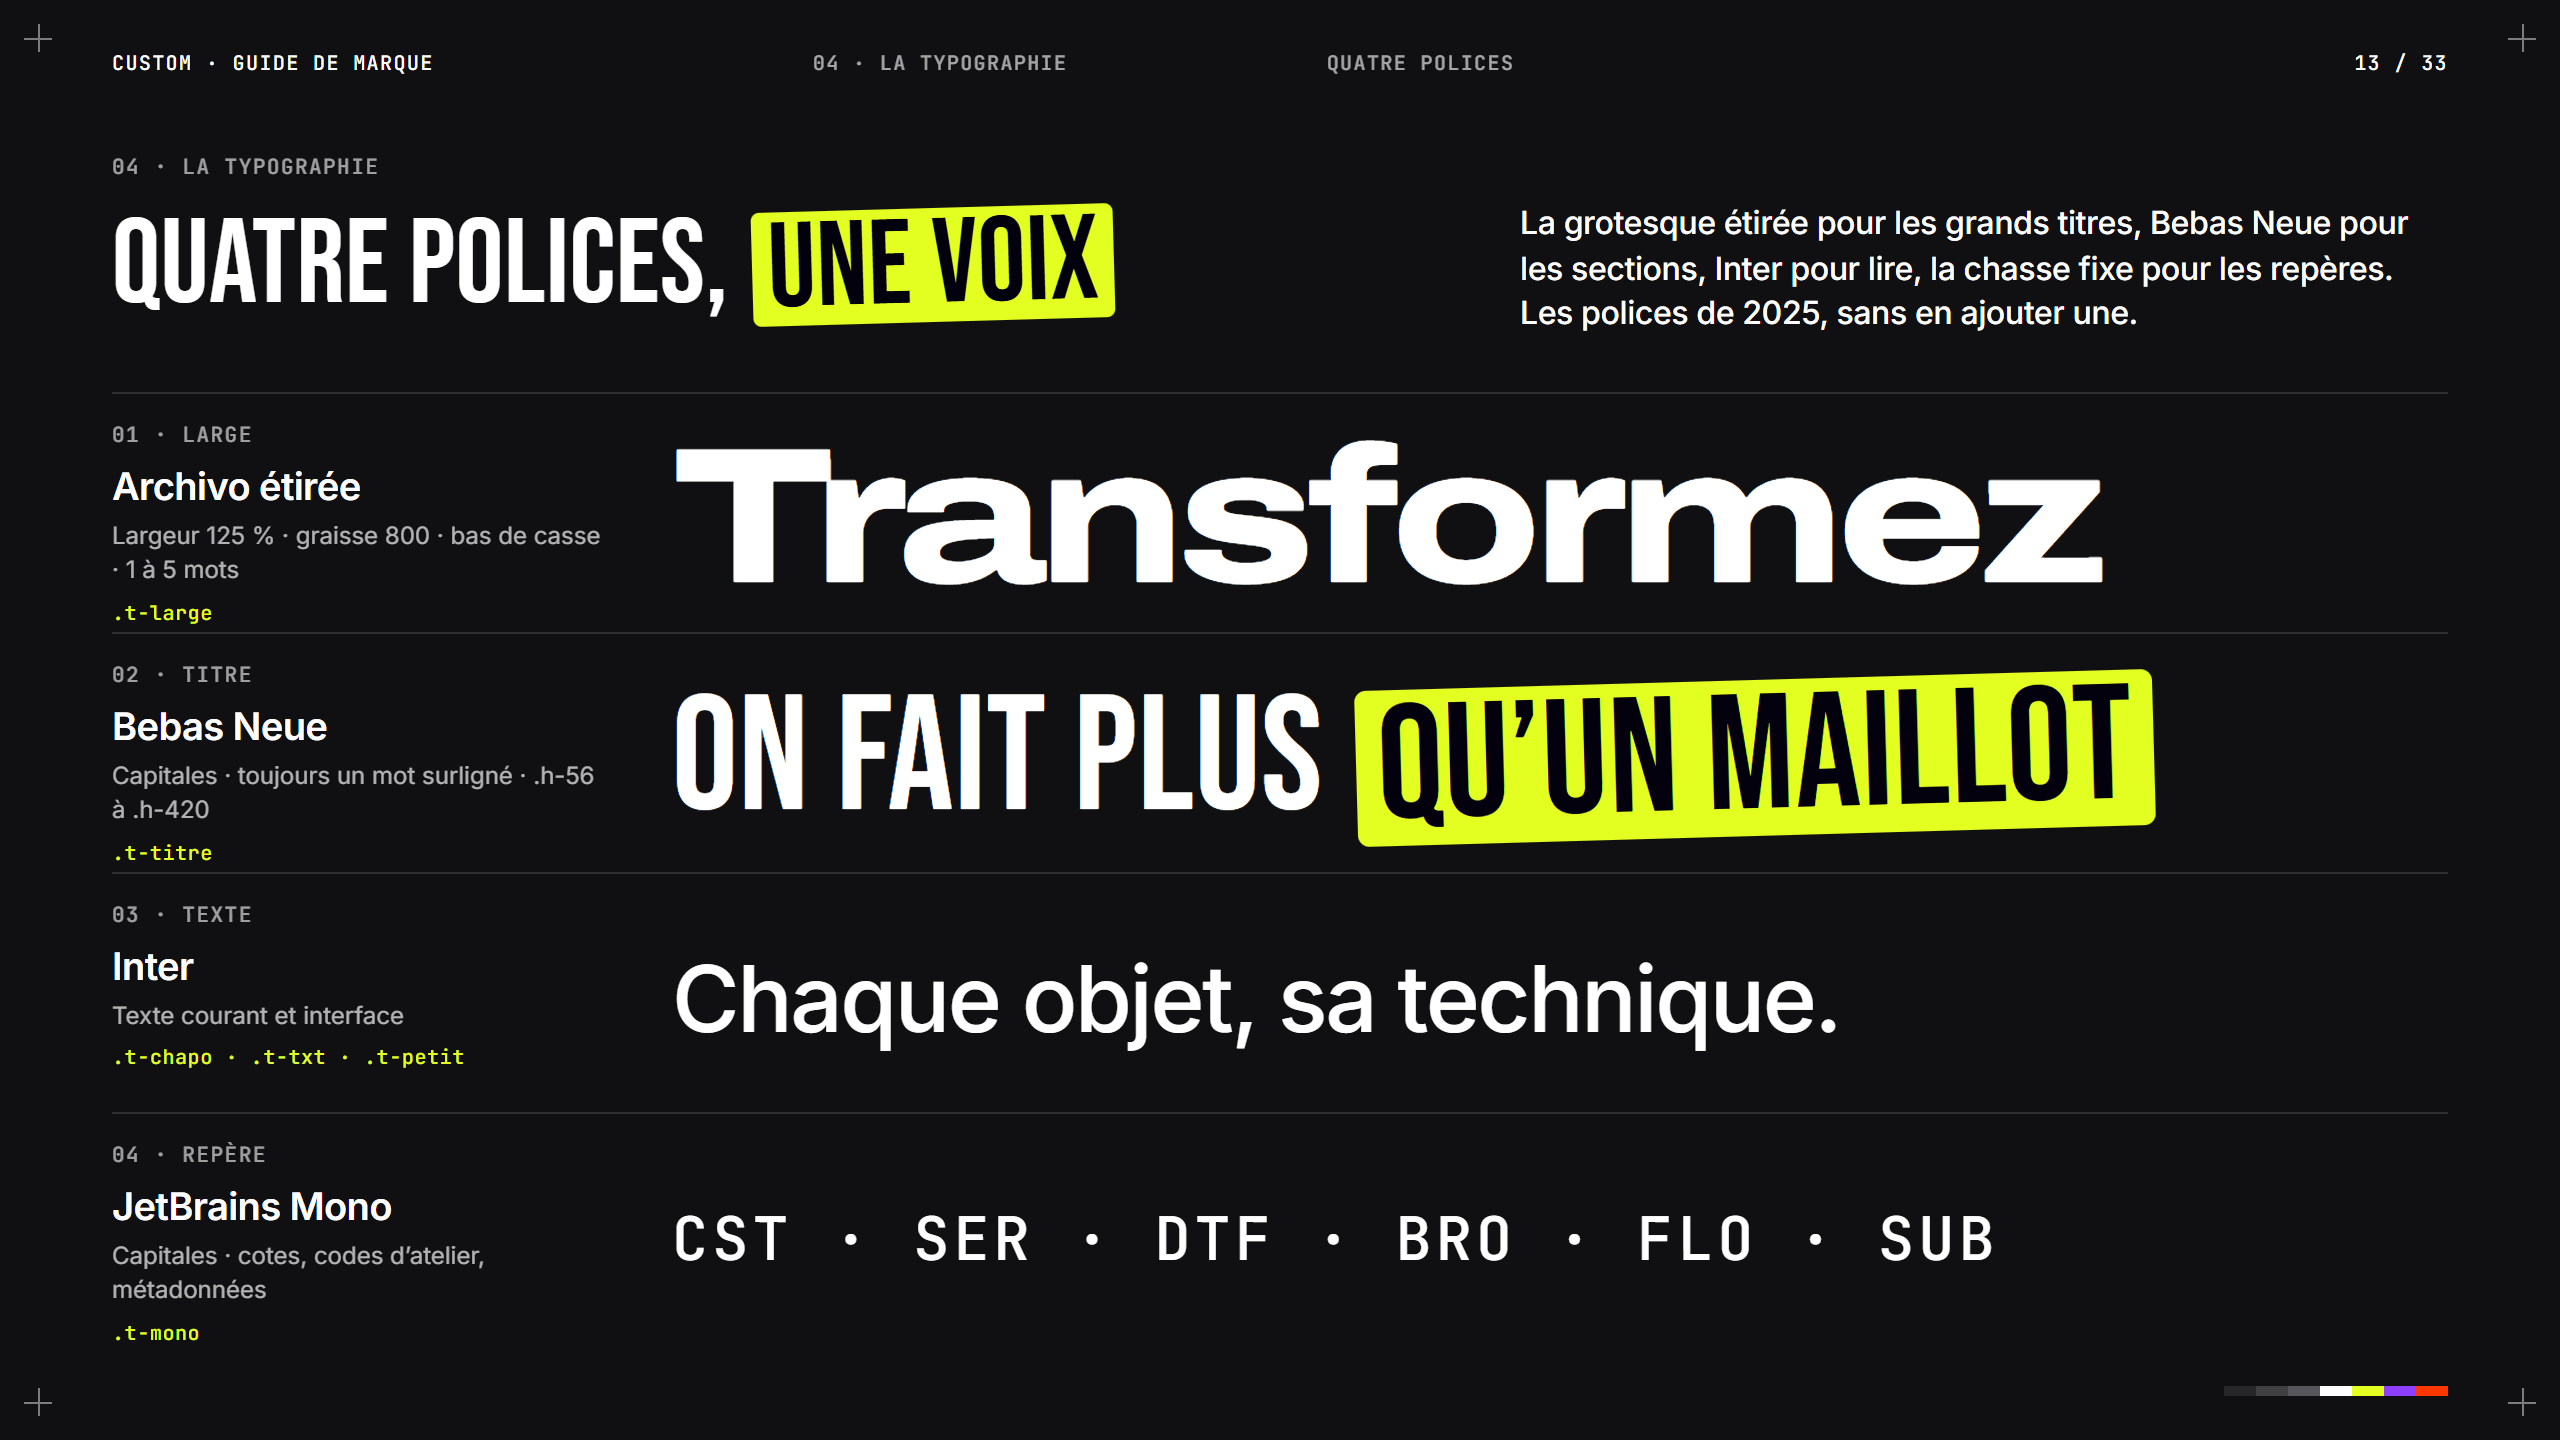 CUSTOM · GUIDE DE MARQUE
04 · LA TYPOGRAPHIE
QUATRE POLICES
13 / 33
04 · LA TYPOGRAPHIE
QUATRE POLICES, UNE VOIX
La grotesque étirée pour les grands titres, Bebas Neue pour
les sections, Inter pour lire, la chasse fixe pour les repères.
Les polices de 2025, sans en ajouter une.
01 · LARGE
Archivo étirée
Largeur 125 % · graisse 800 · bas de casse
· 1 à 5 mots
.t-large
Transformez
02 · TITRE
Bebas Neue
Capitales · toujours un mot surligné · .h-56
à .h-420
.t-titre
ON FAIT PLUS QU’UN MAILLOT
03 · TEXTE
Inter
Texte courant et interface
.t-chapo · .t-txt · .t-petit
Chaque objet, sa technique.
04 · REPÈRE
JetBrains Mono
Capitales · cotes, codes d’atelier,
métadonnées
.t-mono
CST · SER · DTF · BRO · FLO · SUB